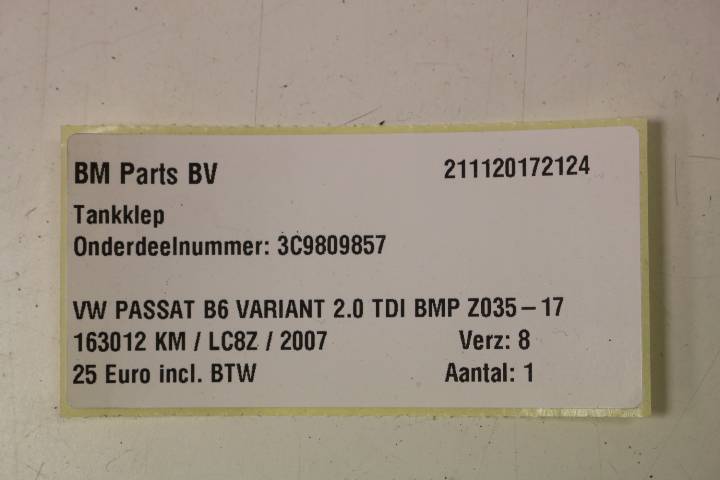 BM Parts BV 211120172124
Tankklep
Onderdeelnummer: 3C9809857
VW PASSAT B6 VARIANT 2.0 TDI BMP Z035-17
163012 KM / LC8Z / 2007 Verz: 8
25 Euro incl. BTW Aantal: 1